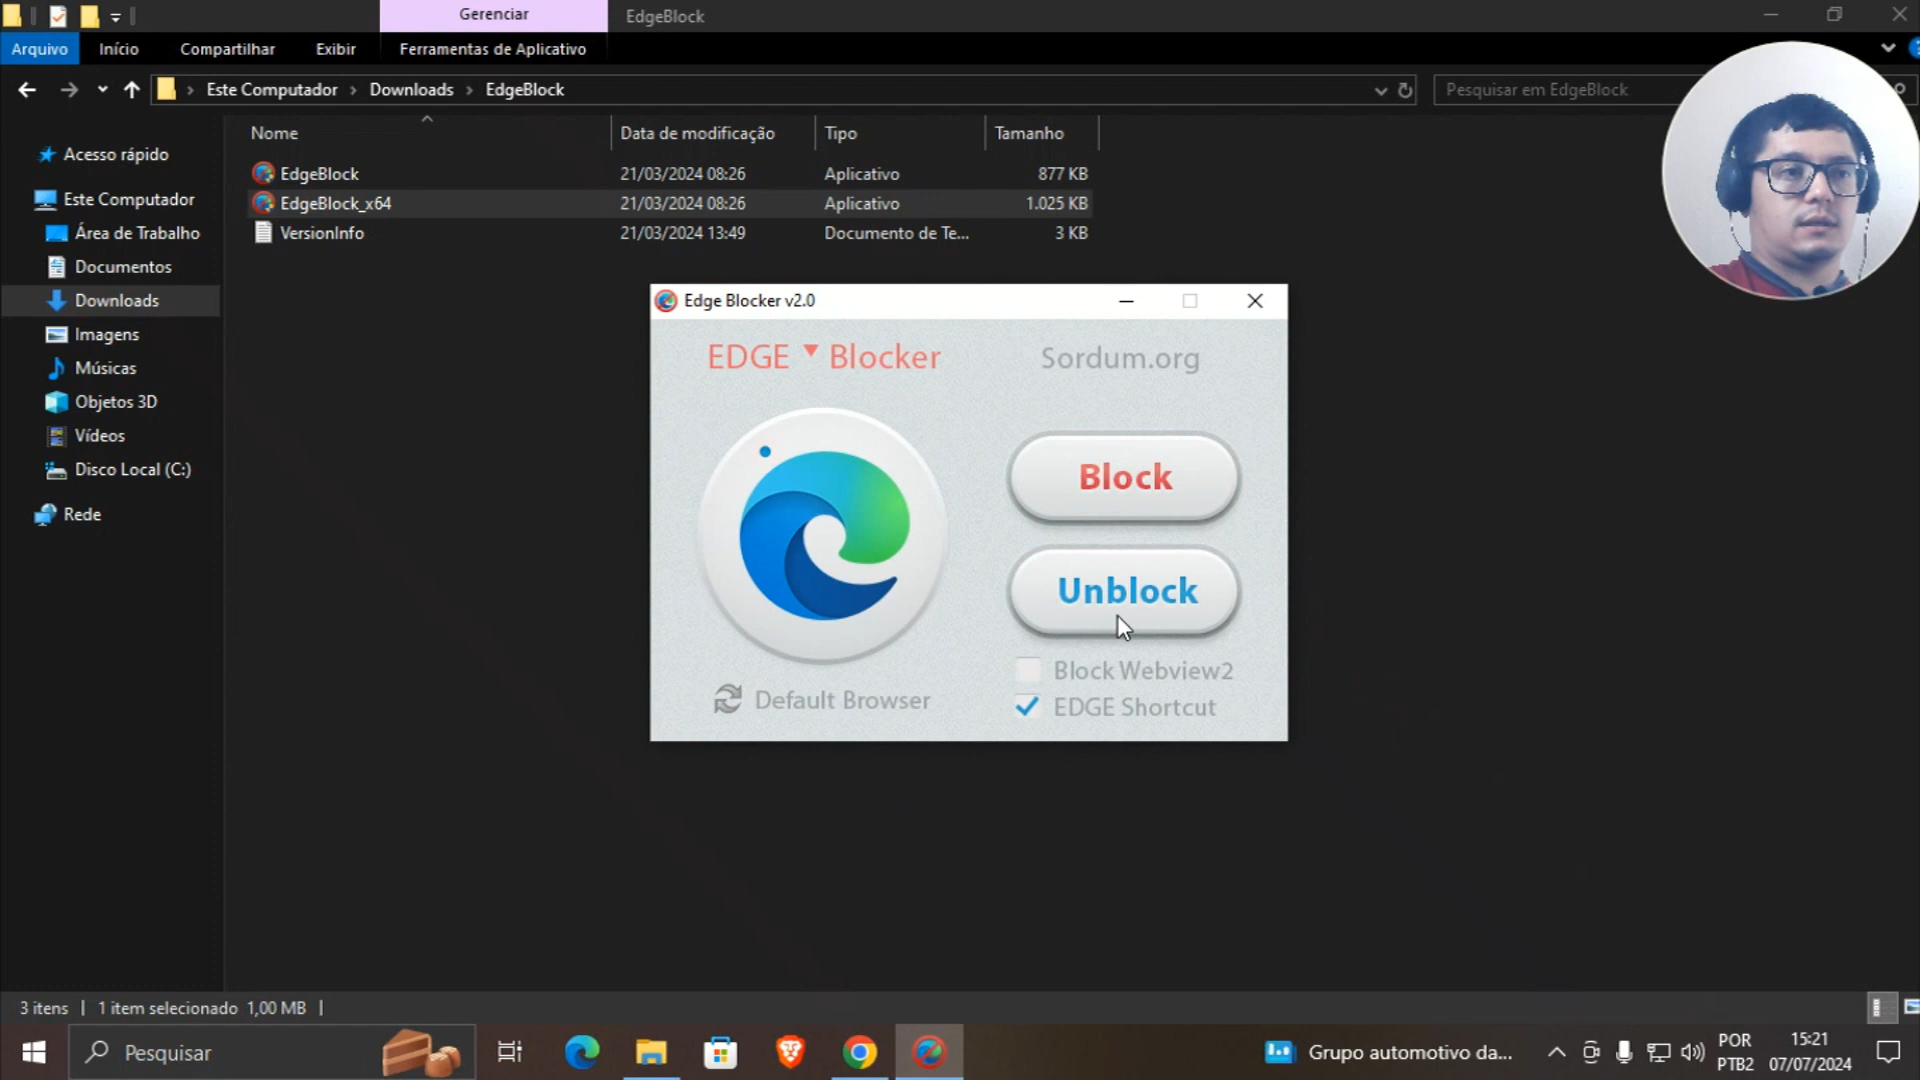 Gerenciar
EdgeBlock
Arquivo
Início
Compartilhar
Exibir
Ferramentas de Aplicativo
Este Computador
Downloads
EdgeBlock
Pesquisar em EdgeBlock
Nome
Data de modificação
Tipo
Tamanho
EdgeBlock 21/03/2024 08:26 Aplicativo 877 KB
EdgeBlock_x64 21/03/2024 08:26 Aplicativo 1.025 KB
VersionInfo 21/03/2024 13:49 Documento de Te... 3 KB
Acesso rápido
Este Computador
Área de Trabalho
Documentos
Downloads
Imagens
Músicas
Objetos 3D
Vídeos
Disco Local (C:)
Rede
Edge Blocker v2.0
EDGE Blocker
Sordum.org
Block
Unblock
Block Webview2
EDGE Shortcut
Default Browser
3 itens
1 item selecionado 1,00 MB
Pesquisar
Grupo automotivo da...
POR
PTB2
15:21
07/07/2024